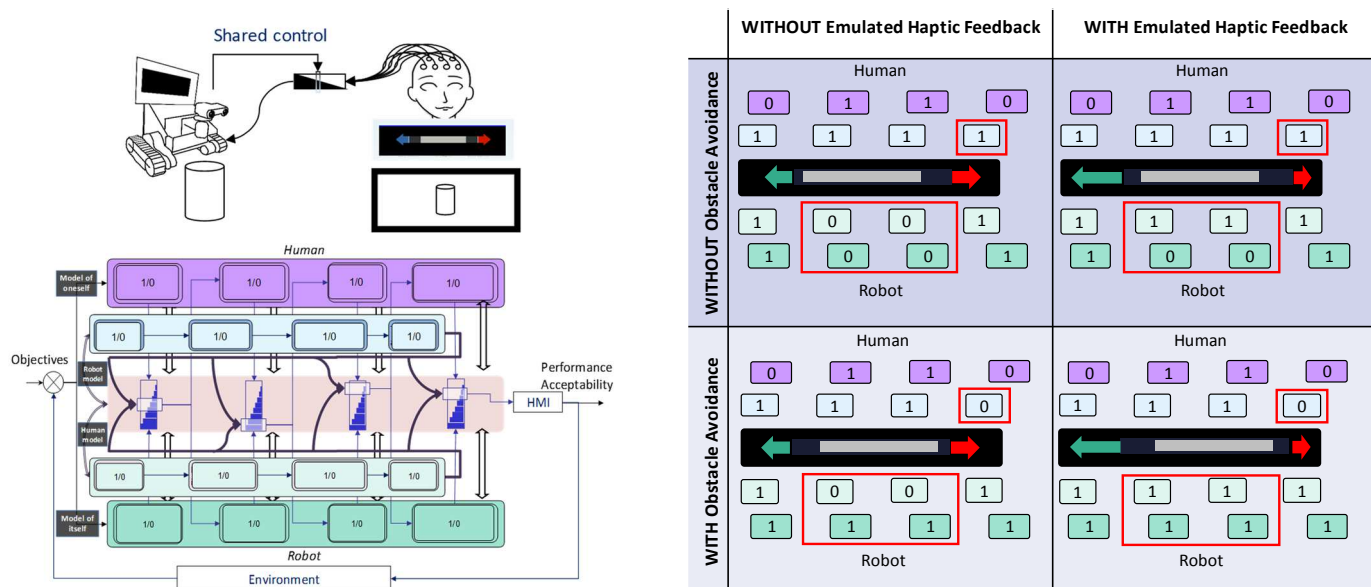 Shared control
Human
Model of
oneself
1/0 1/0 1/0 1/0
1/0 1/0 1/0 1/0
Objectives
Robot
model
Performance
Acceptability
HMI
Human
model
1/0 1/0 1/0 1/0
Model of
itself
1/0 1/0 1/0 1/0
Robot
Environment
WITHOUT Emulated Haptic Feedback
WITH Emulated Haptic Feedback
WITHOUT Obstacle Avoidance
Human
0 1 1 0
1 1 1 1
1 0 0 1
1 0 0 1
Robot
Human
0 1 1 0
1 1 1 1
1 1 1 1
1 0 0 1
Robot
WITH Obstacle Avoidance
Human
0 1 1 0
1 1 1 0
1 0 0 1
1 1 1 1
Robot
Human
0 1 1 0
1 1 1 0
1 1 1 1
1 1 1 1
Robot